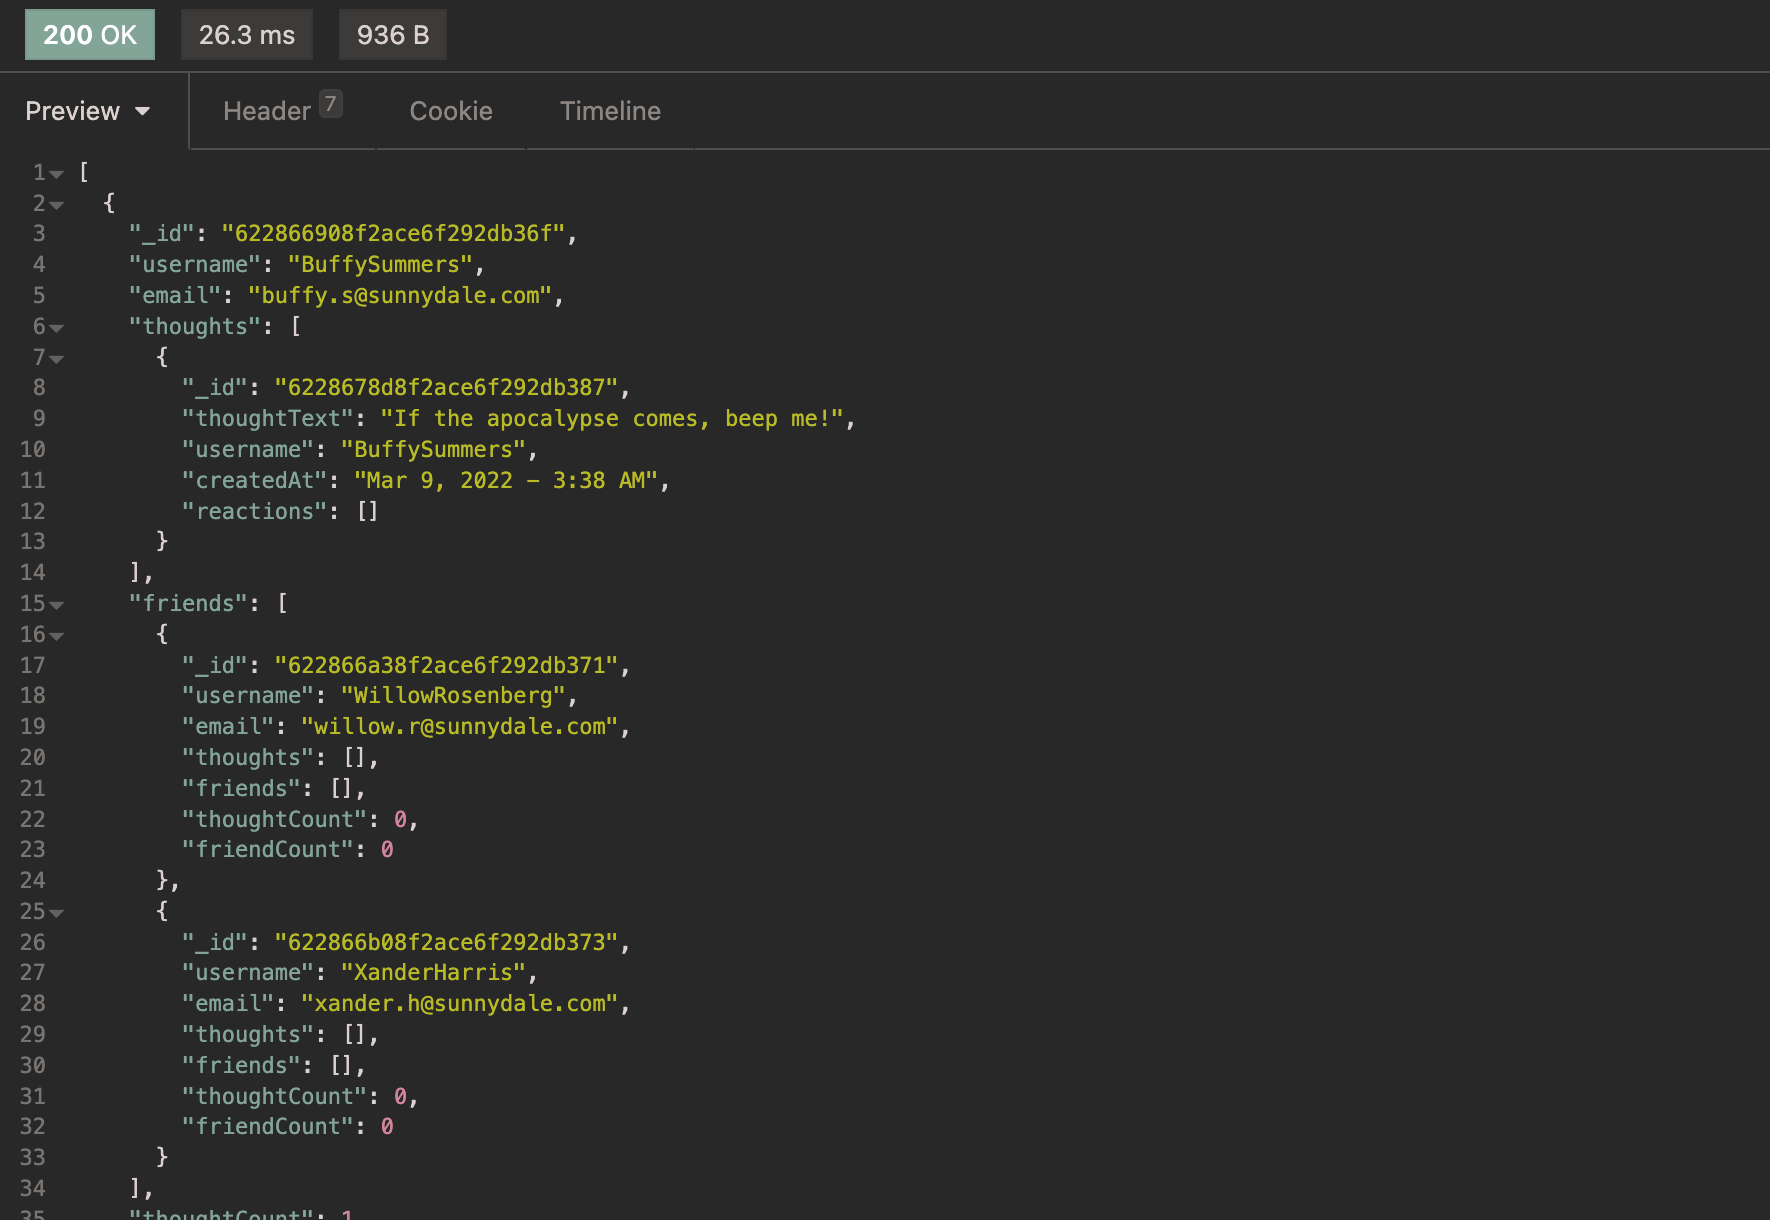 200 OK 26.3 ms 936 B
Preview Header 7 Cookie Timeline
1 [
2 {
3 "_id": "622866908f2ace6f292db36f",
4 "username": "BuffySummers",
5 "email": "buffy.s@sunnydale.com",
6 "thoughts": [
7 {
8 "_id": "6228678d8f2ace6f292db387",
9 "thoughtText": "If the apocalypse comes, beep me!",
10 "username": "BuffySummers",
11 "createdAt": "Mar 9, 2022 – 3:38 AM",
12 "reactions": []
13 }
14 ],
15 "friends": [
16 {
17 "_id": "622866a38f2ace6f292db371",
18 "username": "WillowRosenberg",
19 "email": "willow.r@sunnydale.com",
20 "thoughts": [],
21 "friends": [],
22 "thoughtCount": 0,
23 "friendCount": 0
24 },
25 {
26 "_id": "622866b08f2ace6f292db373",
27 "username": "XanderHarris",
28 "email": "xander.h@sunnydale.com",
29 "thoughts": [],
30 "friends": [],
31 "thoughtCount": 0,
32 "friendCount": 0
33 }
34 ],
35 "thoughtCount": 1